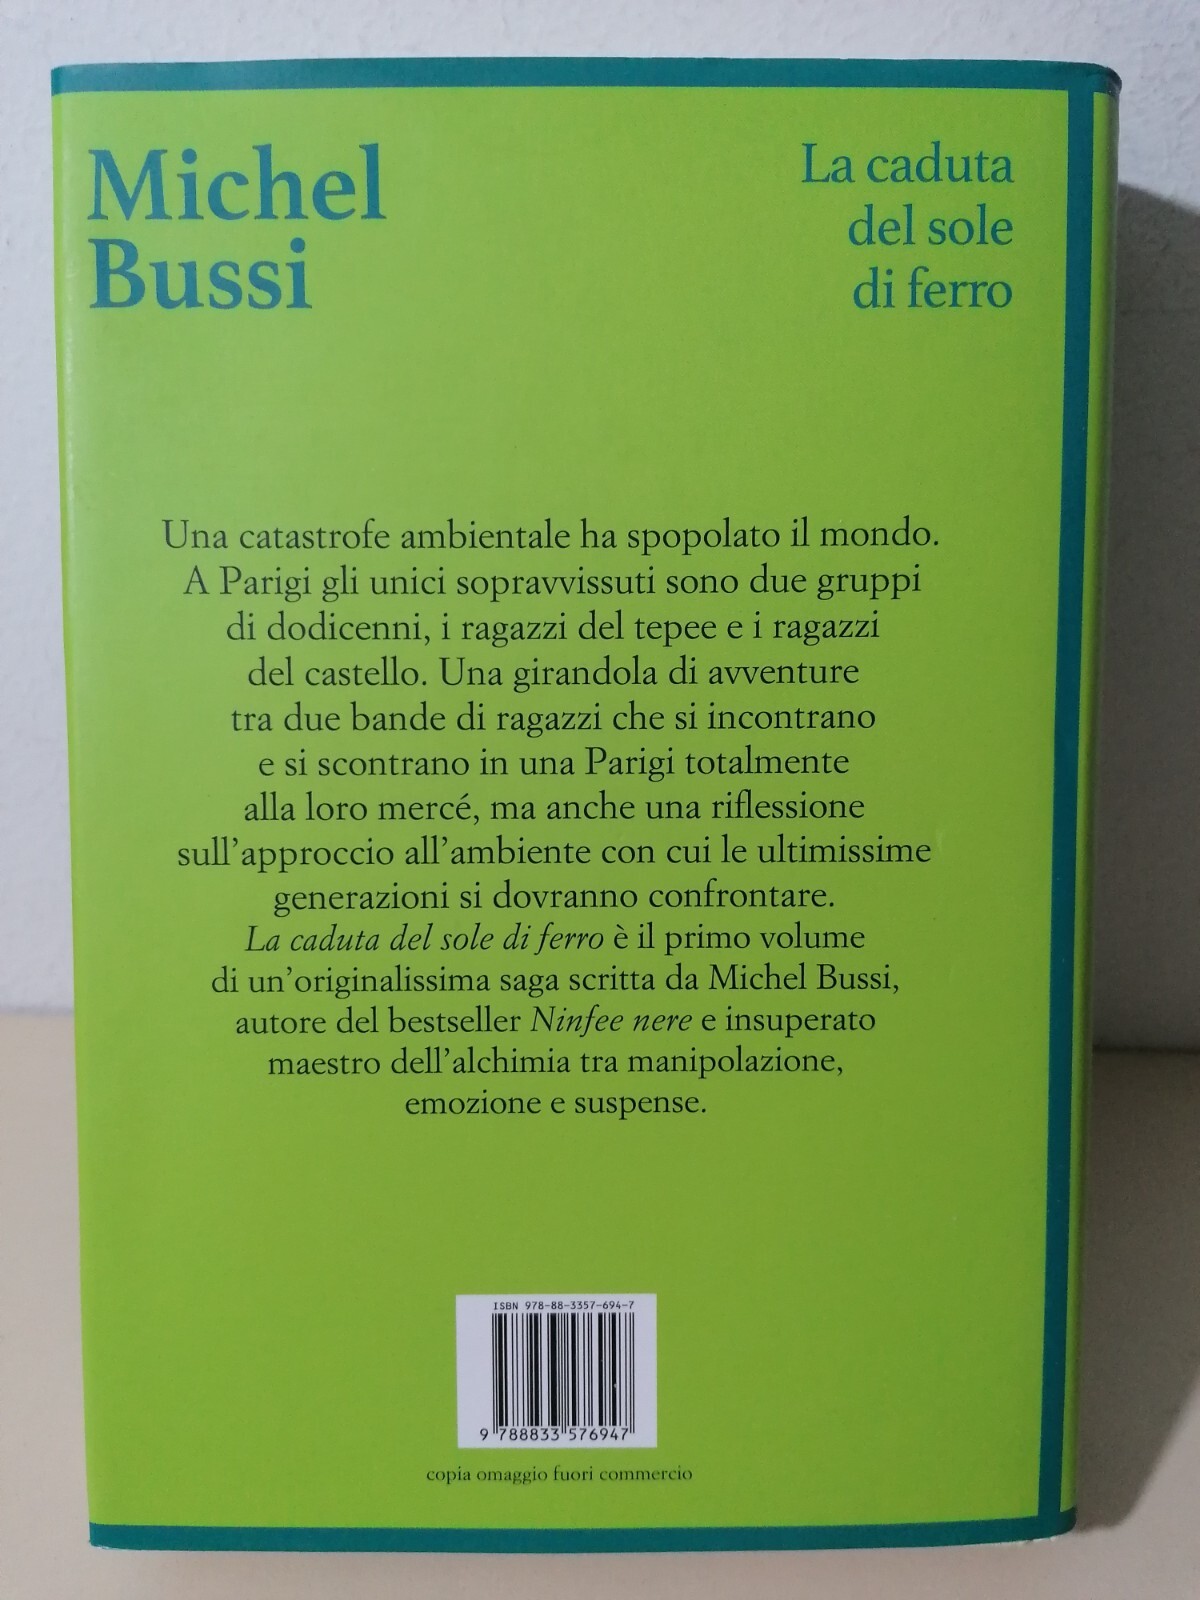 Michel
Bussi
La caduta
del sole
di ferro
Una catastrofe ambientale ha spopolato il mondo.
A Parigi gli unici sopravvissuti sono due gruppi
di dodicenni, i ragazzi del tepee e i ragazzi
del castello. Una girandola di avventure
tra due bande di ragazzi che si incontrano
e si scontrano in una Parigi totalmente
alla loro mercé, ma anche una riflessione
sull'approccio all'ambiente con cui le ultimissime
generazioni si dovranno confrontare.
La caduta del sole di ferro è il primo volume
di un'originalissima saga scritta da Michel Bussi,
autore del bestseller Ninfee nere e insuperato
maestro dell'alchimia tra manipolazione,
emozione e suspense.
ISBN 978-88-3357-694-7
9 788833 576947
copia omaggio fuori commercio